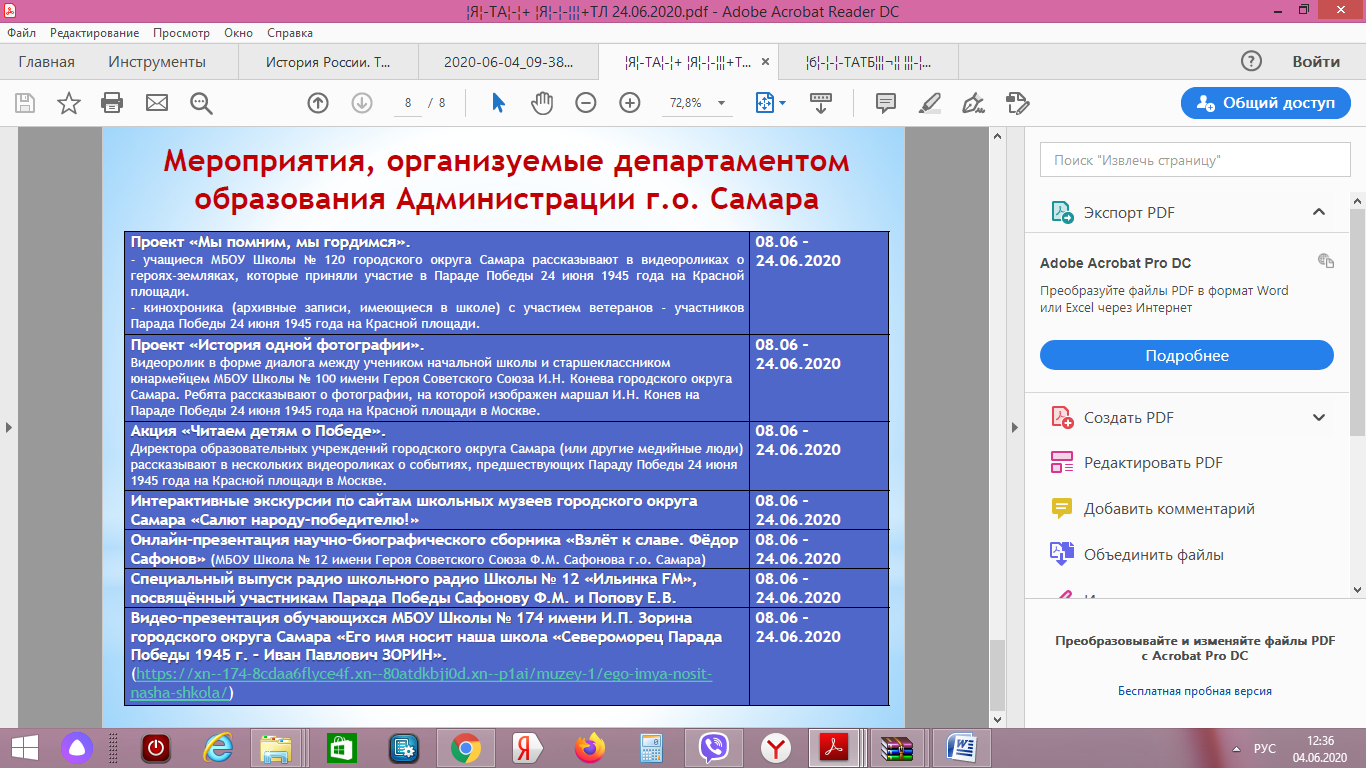 ¦Я¦-ТА¦-¦+ ¦Я¦-¦-¦¦¦+ТЛ 24.06.2020.pdf - Adobe Acrobat Reader DC
Файл Редактирование Просмотр Окно Справка
Главная Инструменты История России. Т... 2020-06-04_09-38... ¦Я¦-ТА¦-¦+ ¦Я¦-¦-¦¦¦+Т... ¦б¦-¦-¦-ТАТБ¦¦¦¬¦¦ ¦¦¦-¦... Войти
8 / 8 72,8% Общий доступ
Мероприятия, организуемые департаментом
образования Администрации г.о. Самара
Проект «Мы помним, мы гордимся».
- учащиеся МБОУ Школы № 120 городского округа Самара рассказывают в видеороликах о
героях-земляках, которые приняли участие в Параде Победы 24 июня 1945 года на Красной
площади.
- кинохроника (архивные записи, имеющиеся в школе) с участием ветеранов - участников
Парада Победы 24 июня 1945 года на Красной площади.
08.06 –
24.06.2020
Проект «История одной фотографии».
Видеоролик в форме диалога между учеником начальной школы и старшеклассником
юнармейцем МБОУ Школы № 100 имени Героя Советского Союза И.Н. Конева городского округа
Самара. Ребята рассказывают о фотографии, на которой изображен маршал И.Н. Конев на
Параде Победы 24 июня 1945 года на Красной площади в Москве.
08.06 –
24.06.2020
Акция «Читаем детям о Победе».
Директора образовательных учреждений городского округа Самара (или другие медийные люди)
рассказывают в нескольких видеороликах о событиях, предшествующих Параду Победы 24 июня
1945 года на Красной площади в Москве.
08.06 –
24.06.2020
Интерактивные экскурсии по сайтам школьных музеев городского округа
Самара «Салют народу-победителю!»
08.06 –
24.06.2020
Онлайн-презентация научно-биографического сборника «Взлёт к славе. Фёдор
Сафонов» (МБОУ Школа № 12 имени Героя Советского Союза Ф.М. Сафонова г.о. Самара)
08.06 –
24.06.2020
Специальный выпуск радио школьного радио Школы № 12 «Ильинка FM»,
посвящённый участникам Парада Победы Сафонову Ф.М. и Попову Е.В.
08.06 –
24.06.2020
Видео-презентация обучающихся МБОУ Школы № 174 имени И.П. Зорина
городского округа Самара «Его имя носит наша школа «Североморец Парада
Победы 1945 г. – Иван Павлович ЗОРИН».
(https://xn--174-8cdaa6flyce4f.xn--80atdkbji0d.xn--p1ai/muzey-1/ego-imya-nosit-
nasha-shkola/)
08.06 –
24.06.2020
Поиск "Извлечь страницу"
Экспорт PDF
Adobe Acrobat Pro DC
Преобразуйте файлы PDF в формат Word
или Excel через Интернет
Подробнее
Создать PDF
Редактировать PDF
Добавить комментарий
Объединить файлы
Преобразовывайте и изменяйте файлы PDF
с Acrobat Pro DC
Бесплатная пробная версия
РУС
12:36
04.06.2020